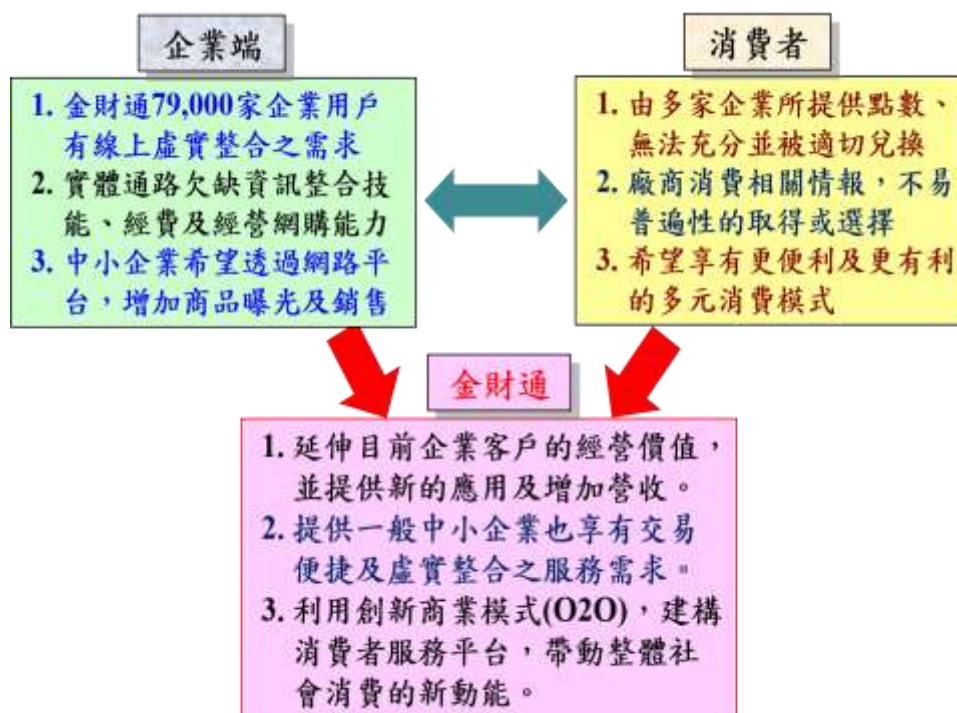 企業端
1. 金財通79,000家企業用戶
有線上虛實整合之需求
2. 實體通路欠缺資訊整合技
能、經費及經營網購能力
3. 中小企業希望透過網路平
台，增加商品曝光及銷售
消費者
1. 由多家企業所提供點數、
無法充分並被適切兌換
2. 廠商消費相關情報，不易
普遍性的取得或選擇
3. 希望享有更便利及更有利
的多元消費模式
金財通
1. 延伸目前企業客戶的經營價值，
並提供新的應用及增加營收。
2. 提供一般中小企業也享有交易
便捷及虛實整合之服務需求。
3. 利用創新商業模式(O2O)，建構
消費者服務平台，帶動整體社
會消費的新動能。